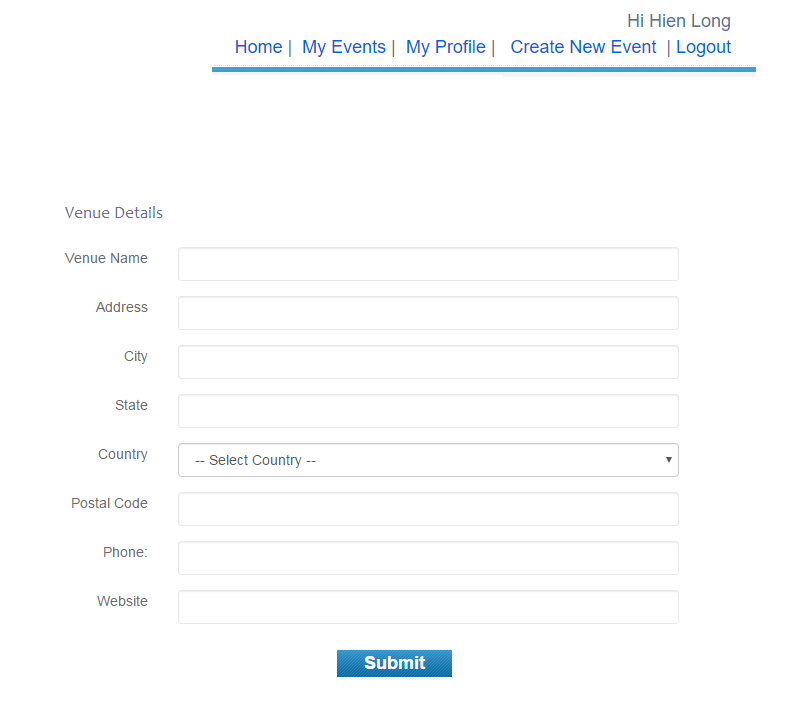 Hi Hien Long
Home | My Events | My Profile | Create New Event | Logout
Venue Details
Venue Name
Address
City
State
Country
-- Select Country --
Postal Code
Phone:
Website
Submit